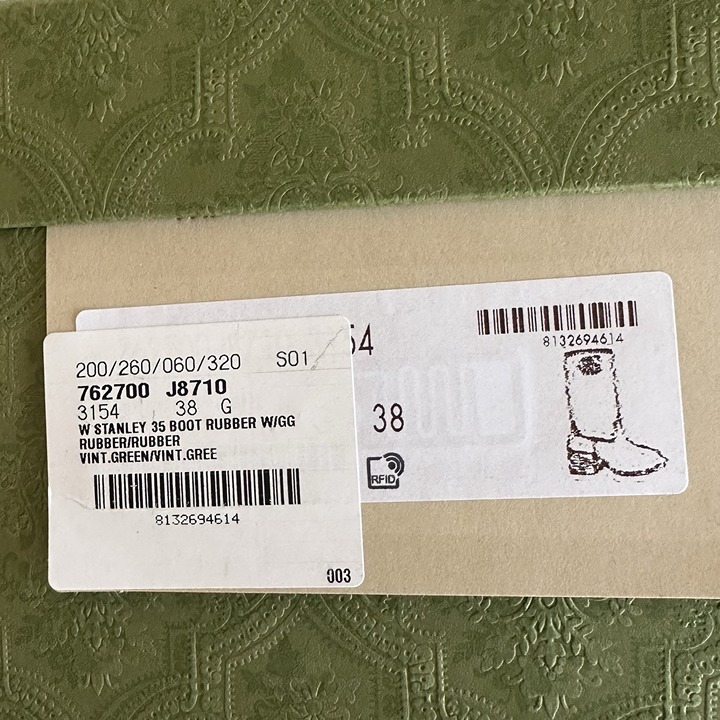 200/260/060/320 S01
762700 J8710
3154 38 G
W STANLEY 35 BOOT RUBBER W/GG
RUBBER/RUBBER
VINT.GREEN/VINT.GREE
8132694614
003
54
8132694614
38
RFID